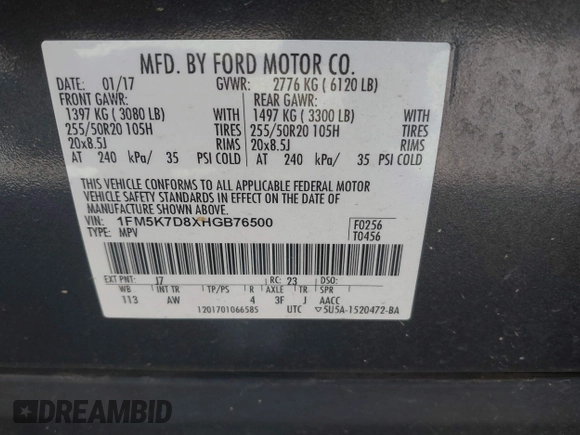 MFD. BY FORD MOTOR CO.
DATE: 01/17 GVWR: 2776 KG ( 6120 LB)
FRONT GAWR: REAR GAWR:
1397 KG ( 3080 LB) WITH 1497 KG ( 3300 LB) WITH
255/50R20 105H TIRES 255/50R20 105H TIRES
20x8.5J RIMS 20x8.5J RIMS
AT 240 kPa/ 35 PSI COLD AT 240 kPa/ 35 PSI COLD
THIS VEHICLE CONFORMS TO ALL APPLICABLE FEDERAL MOTOR
VEHICLE SAFETY STANDARDS IN EFFECT ON THE DATE OF
MANUFACTURE SHOWN ABOVE.
VIN: 1FM5K7D8XHGB76500 F0256
TYPE: MPV T0456
EXT PNT: J7 RC: 23 DSO:
WB INT TR TP/PS R AXLE TR SPR
113 AW 4 3F J AACC
1201701066585 UTC ▽5U5A-1520472-BA
DREAMBID